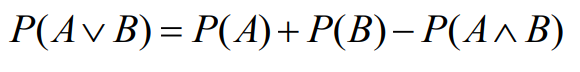 P(A∨B) = P(A) + P(B) − P(A∧B)